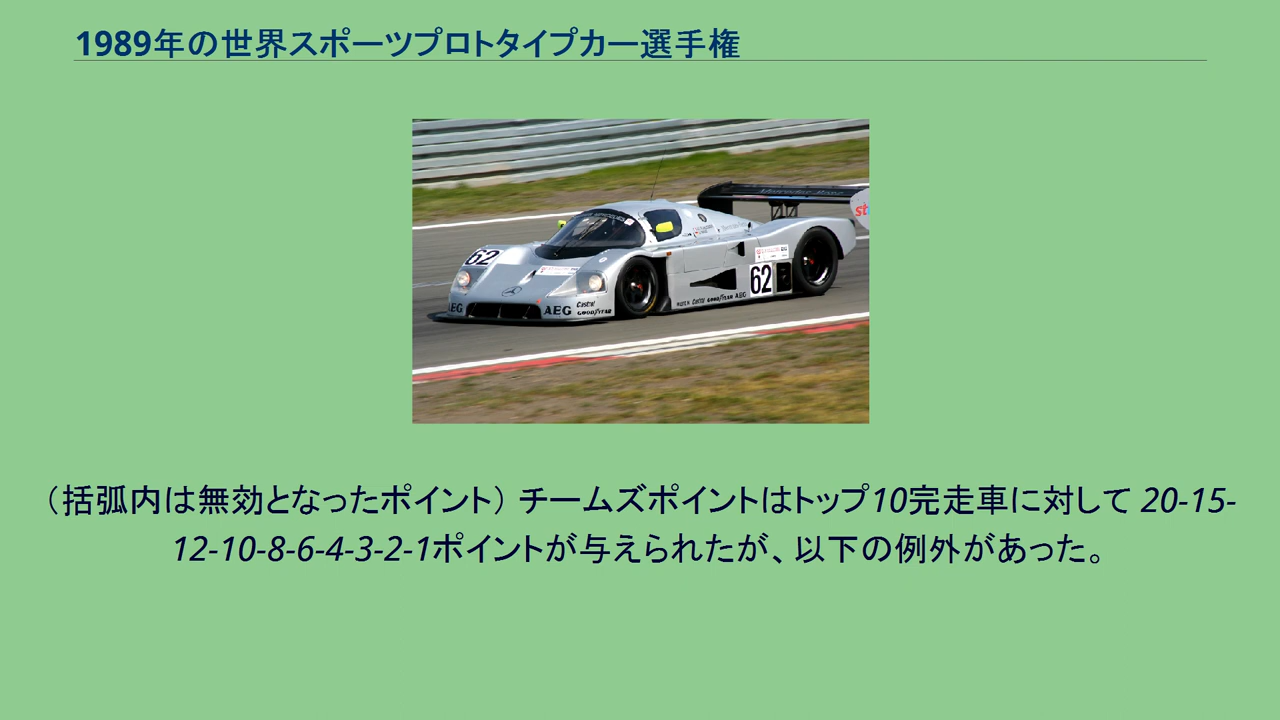 1989年の世界スポーツプロトタイプカー選手権
62
62
AEG
AEG
Castrol
GOODYEAR
Castrol GOODYEAR AEG
（括弧内は無効となったポイント） チームズポイントはトップ10完走車に対して 20-15-
12-10-8-6-4-3-2-1ポイントが与えられたが、以下の例外があった。